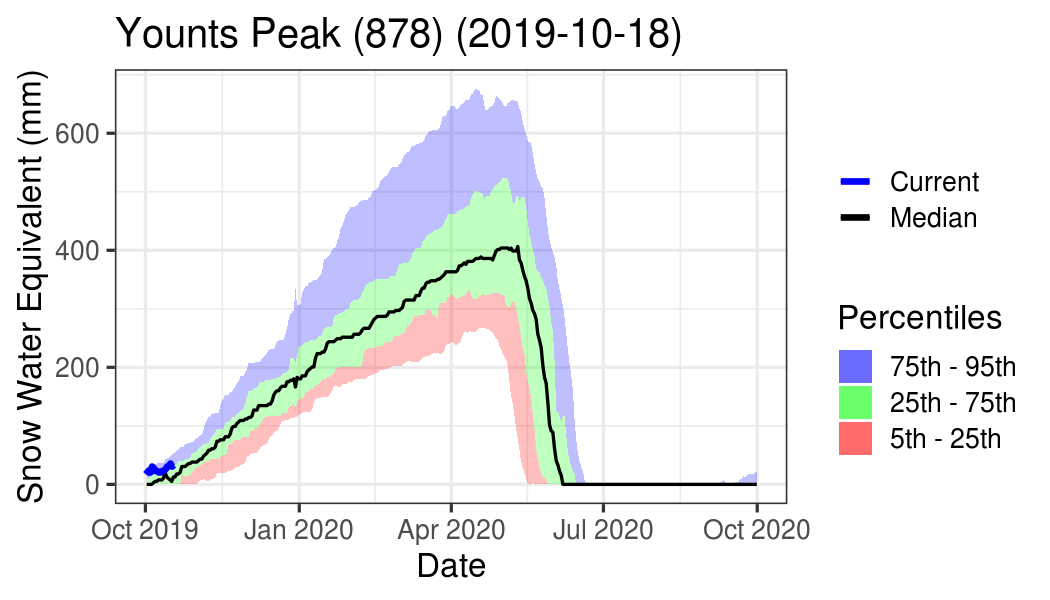 Younts Peak (878) (2019-10-18)
Snow Water Equivalent (mm)
600
400
200
0
Oct 2019 Jan 2020 Apr 2020 Jul 2020 Oct 2020
Date
Current
Median
Percentiles
75th - 95th
25th - 75th
5th - 25th